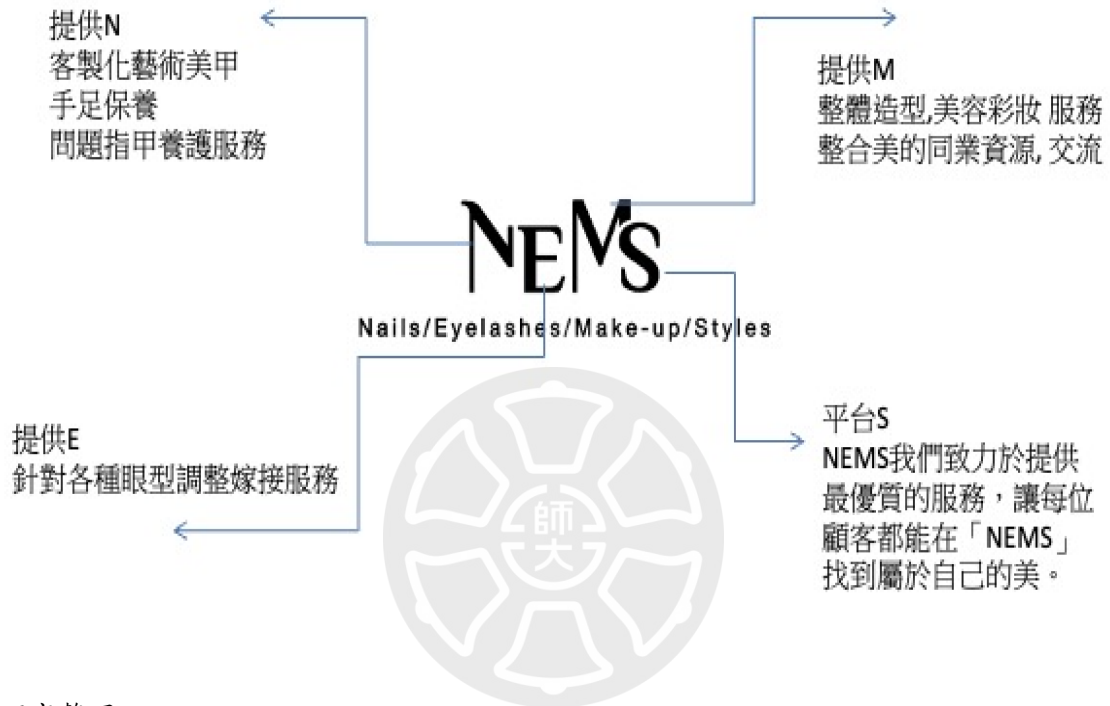 提供N
客製化藝術美甲
手足保養
問題指甲養護服務
提供M
整體造型,美容彩妝 服務
整合美的同業資源, 交流
NEMS
Nails/Eyelashes/Make-up/Styles
提供E
針對各種眼型調整嫁接服務
平台S
NEMS我們致力於提供
最優質的服務，讓每位
顧客都能在「NEMS」
找到屬於自己的美。
師大